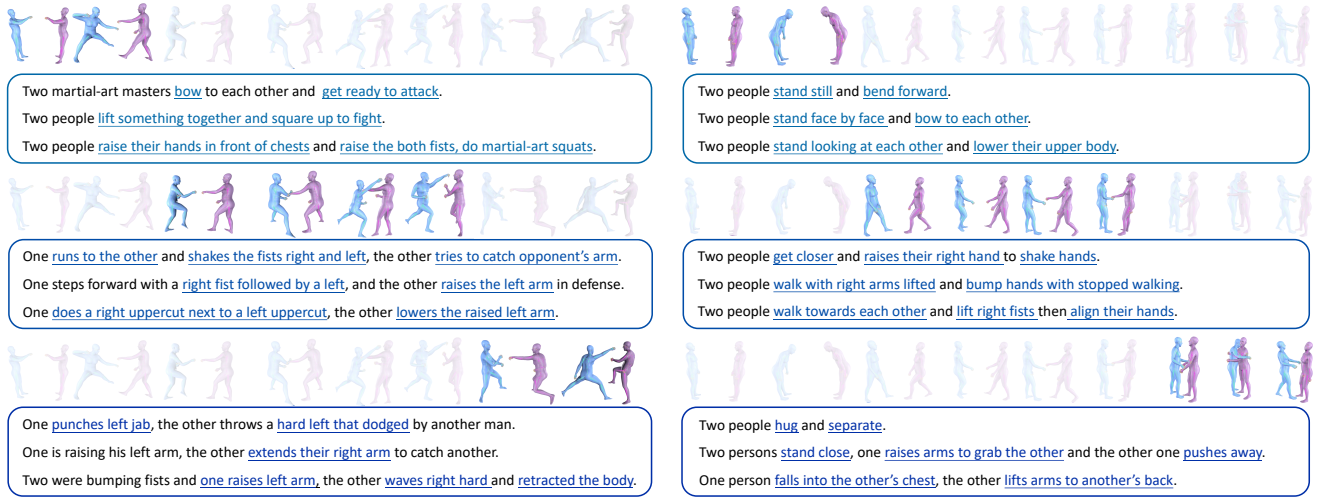 Two martial-art masters bow to each other and get ready to attack.
Two people lift something together and square up to fight.
Two people raise their hands in front of chests and raise the both fists, do martial-art squats.
One runs to the other and shakes the fists right and left, the other tries to catch opponent's arm.
One steps forward with a right fist followed by a left, and the other raises the left arm in defense.
One does a right uppercut next to a left uppercut, the other lowers the raised left arm.
One punches left jab, the other throws a hard left that dodged by another man.
One is raising his left arm, the other extends their right arm to catch another.
Two were bumping fists and one raises left arm, the other waves right hard and retracted the body.
Two people stand still and bend forward.
Two people stand face by face and bow to each other.
Two people stand looking at each other and lower their upper body.
Two people get closer and raises their right hand to shake hands.
Two people walk with right arms lifted and bump hands with stopped walking.
Two people walk towards each other and lift right fists then align their hands.
Two people hug and separate.
Two persons stand close, one raises arms to grab the other and the other one pushes away.
One person falls into the other's chest, the other lifts arms to another's back.